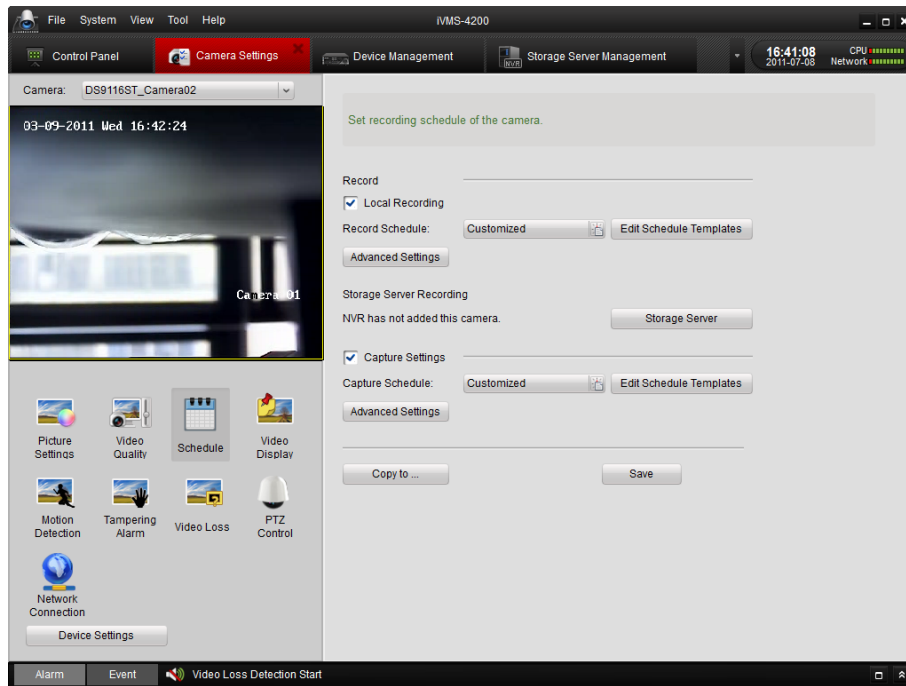 File System View Tool Help iVMS-4200
Control Panel Camera Settings Device Management NVR Storage Server Management 16:41:08 CPU
2011-07-08 Network
Camera: DS9116ST_Camera02
03-09-2011 Wed 16:42:24
Camera 01
Set recording schedule of the camera.
Record
Local Recording
Record Schedule: Customized Edit Schedule Templates
Advanced Settings
Storage Server Recording
NVR has not added this camera. Storage Server
Capture Settings
Capture Schedule: Customized Edit Schedule Templates
Advanced Settings
Copy to ... Save
Picture Settings
Video Quality
Schedule
Video Display
Motion Detection
Tampering Alarm
Video Loss
PTZ Control
Network Connection
Device Settings
Alarm Event Video Loss Detection Start